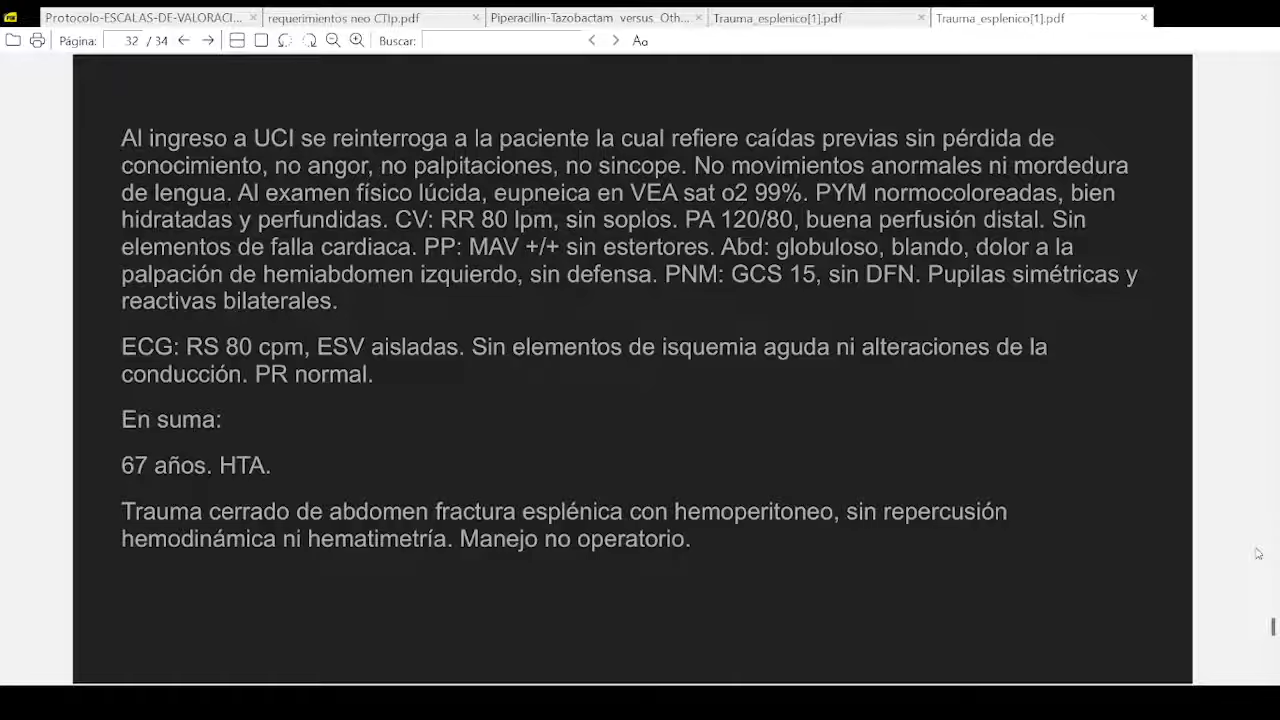 Protocolo-ESCALAS-DE-VALORACI...
requerimientos neo CTIp.pdf
Piperacillin-Tazobactam versus Oth...
Trauma_esplenico[1].pdf
Trauma_esplenico[1].pdf
Página: 32 / 34 Buscar: Aa
Al ingreso a UCI se reinterroga a la paciente la cual refiere caídas previas sin pérdida de
conocimiento, no angor, no palpitaciones, no sincope. No movimientos anormales ni mordedura
de lengua. Al examen físico lúcida, eupneica en VEA sat o2 99%. PYM normocoloreadas, bien
hidratadas y perfundidas. CV: RR 80 lpm, sin soplos. PA 120/80, buena perfusión distal. Sin
elementos de falla cardiaca. PP: MAV +/+ sin estertores. Abd: globuloso, blando, dolor a la
palpación de hemiabdomen izquierdo, sin defensa. PNM: GCS 15, sin DFN. Pupilas simétricas y
reactivas bilaterales.
ECG: RS 80 cpm, ESV aisladas. Sin elementos de isquemia aguda ni alteraciones de la
conducción. PR normal.
En suma:
67 años. HTA.
Trauma cerrado de abdomen fractura esplénica con hemoperitoneo, sin repercusión
hemodinámica ni hematimetría. Manejo no operatorio.